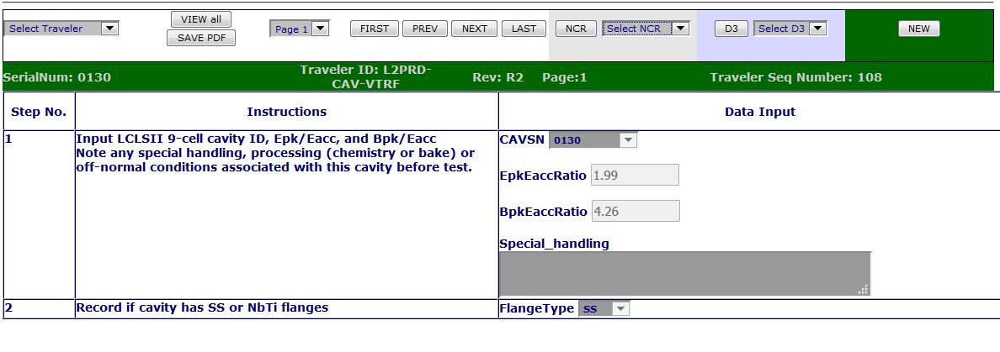 Select Traveler
VIEW all
SAVE PDF
Page 1
FIRST
PREV
NEXT
LAST
NCR
Select NCR
D3
Select D3
NEW
SerialNum: 0130
Traveler ID: L2PRD-
CAV-VTRF
Rev: R2
Page:1
Traveler Seq Number: 108
Step No.
Instructions
Data Input
1
Input LCLSII 9-cell cavity ID, Epk/Eacc, and Bpk/Eacc
Note any special handling, processing (chemistry or bake) or
off-normal conditions associated with this cavity before test.
CAVSN 0130
EpkEaccRatio 1.99
BpkEaccRatio 4.26
Special_handling
2
Record if cavity has SS or NbTi flanges
FlangeType SS